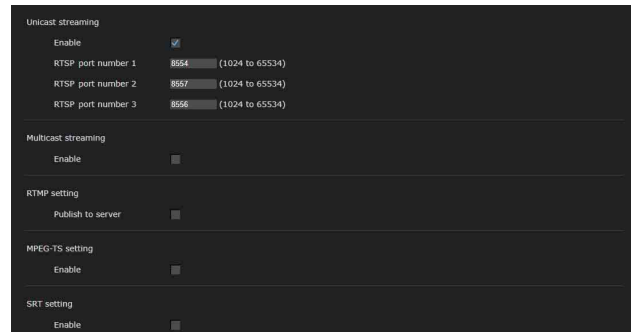 Unicast streaming
Enable
RTSP port number 1 8554 (1024 to 65534)
RTSP port number 2 8557 (1024 to 65534)
RTSP port number 3 8556 (1024 to 65534)
Multicast streaming
Enable
RTMP setting
Publish to server
MPEG-TS setting
Enable
SRT setting
Enable